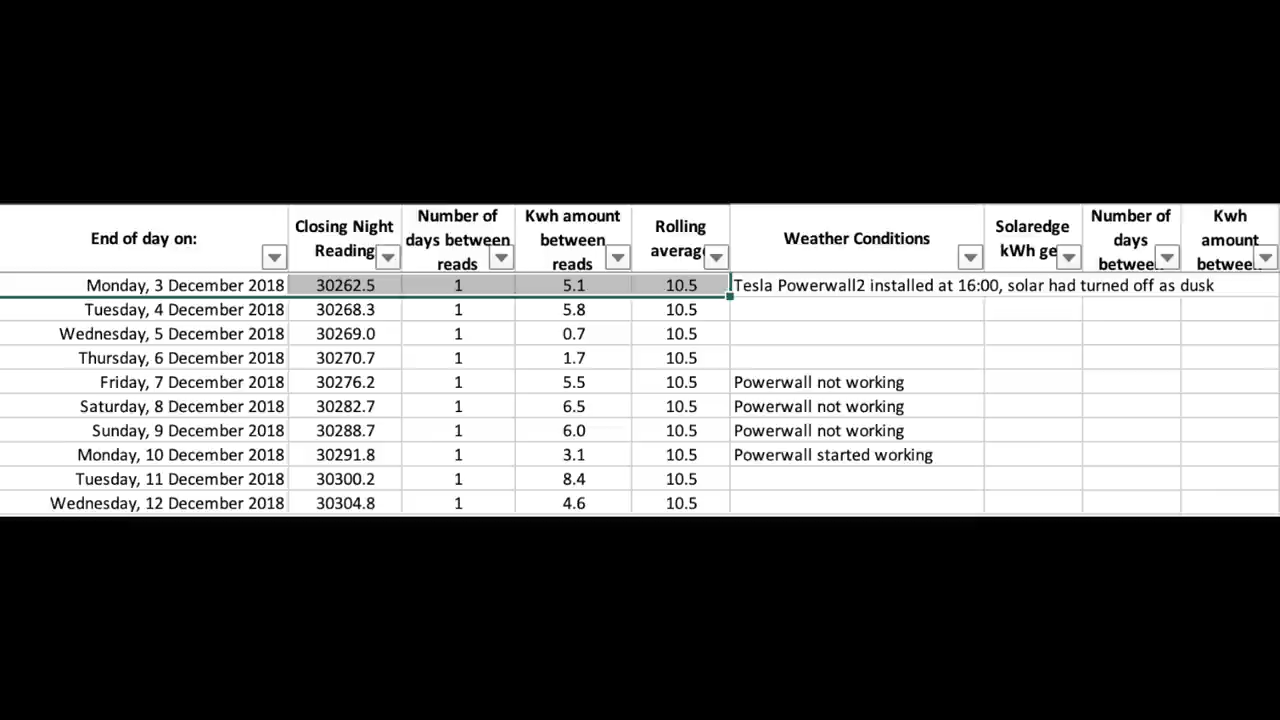 End of day on: Closing Night Reading Number of days between reads Kwh amount between reads Rolling average Weather Conditions Solaredge kWh ge Number of days betwee Kwh amount betwee
Monday, 3 December 2018 30262.5 1 5.1 10.5 Tesla Powerwall2 installed at 16:00, solar had turned off as dusk
Tuesday, 4 December 2018 30268.3 1 5.8 10.5
Wednesday, 5 December 2018 30269.0 1 0.7 10.5
Thursday, 6 December 2018 30270.7 1 1.7 10.5
Friday, 7 December 2018 30276.2 1 5.5 10.5 Powerwall not working
Saturday, 8 December 2018 30282.7 1 6.5 10.5 Powerwall not working
Sunday, 9 December 2018 30288.7 1 6.0 10.5 Powerwall not working
Monday, 10 December 2018 30291.8 1 3.1 10.5 Powerwall started working
Tuesday, 11 December 2018 30300.2 1 8.4 10.5
Wednesday, 12 December 2018 30304.8 1 4.6 10.5